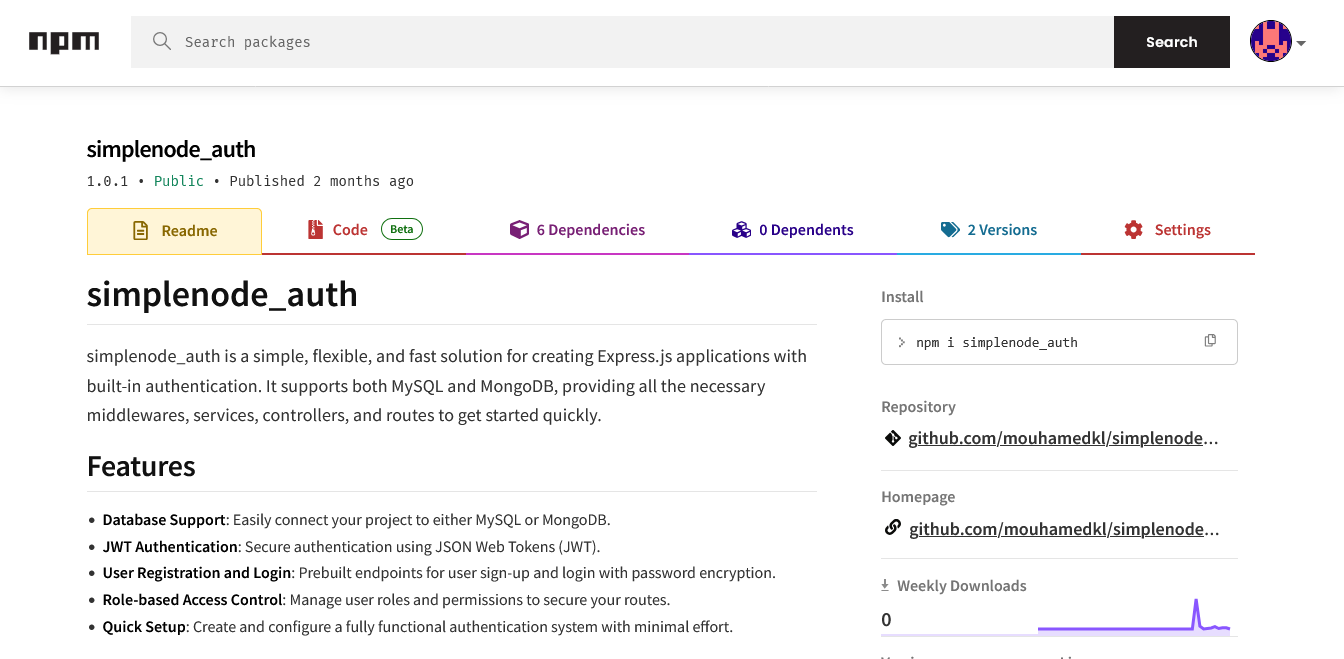 npm
Search packages
Search
simplenode_auth
1.0.1 • Public • Published 2 months ago
Readme
Code Beta
6 Dependencies
0 Dependents
2 Versions
Settings
simplenode_auth
simplenode_auth is a simple, flexible, and fast solution for creating Express.js applications with
built-in authentication. It supports both MySQL and MongoDB, providing all the necessary
middlewares, services, controllers, and routes to get started quickly.
Features
• Database Support: Easily connect your project to either MySQL or MongoDB.
• JWT Authentication: Secure authentication using JSON Web Tokens (JWT).
• User Registration and Login: Prebuilt endpoints for user sign-up and login with password encryption.
• Role-based Access Control: Manage user roles and permissions to secure your routes.
• Quick Setup: Create and configure a fully functional authentication system with minimal effort.
Install
npm i simplenode_auth
Repository
github.com/mouhamedkl/simplenode...
Homepage
github.com/mouhamedkl/simplenode...
Weekly Downloads
0